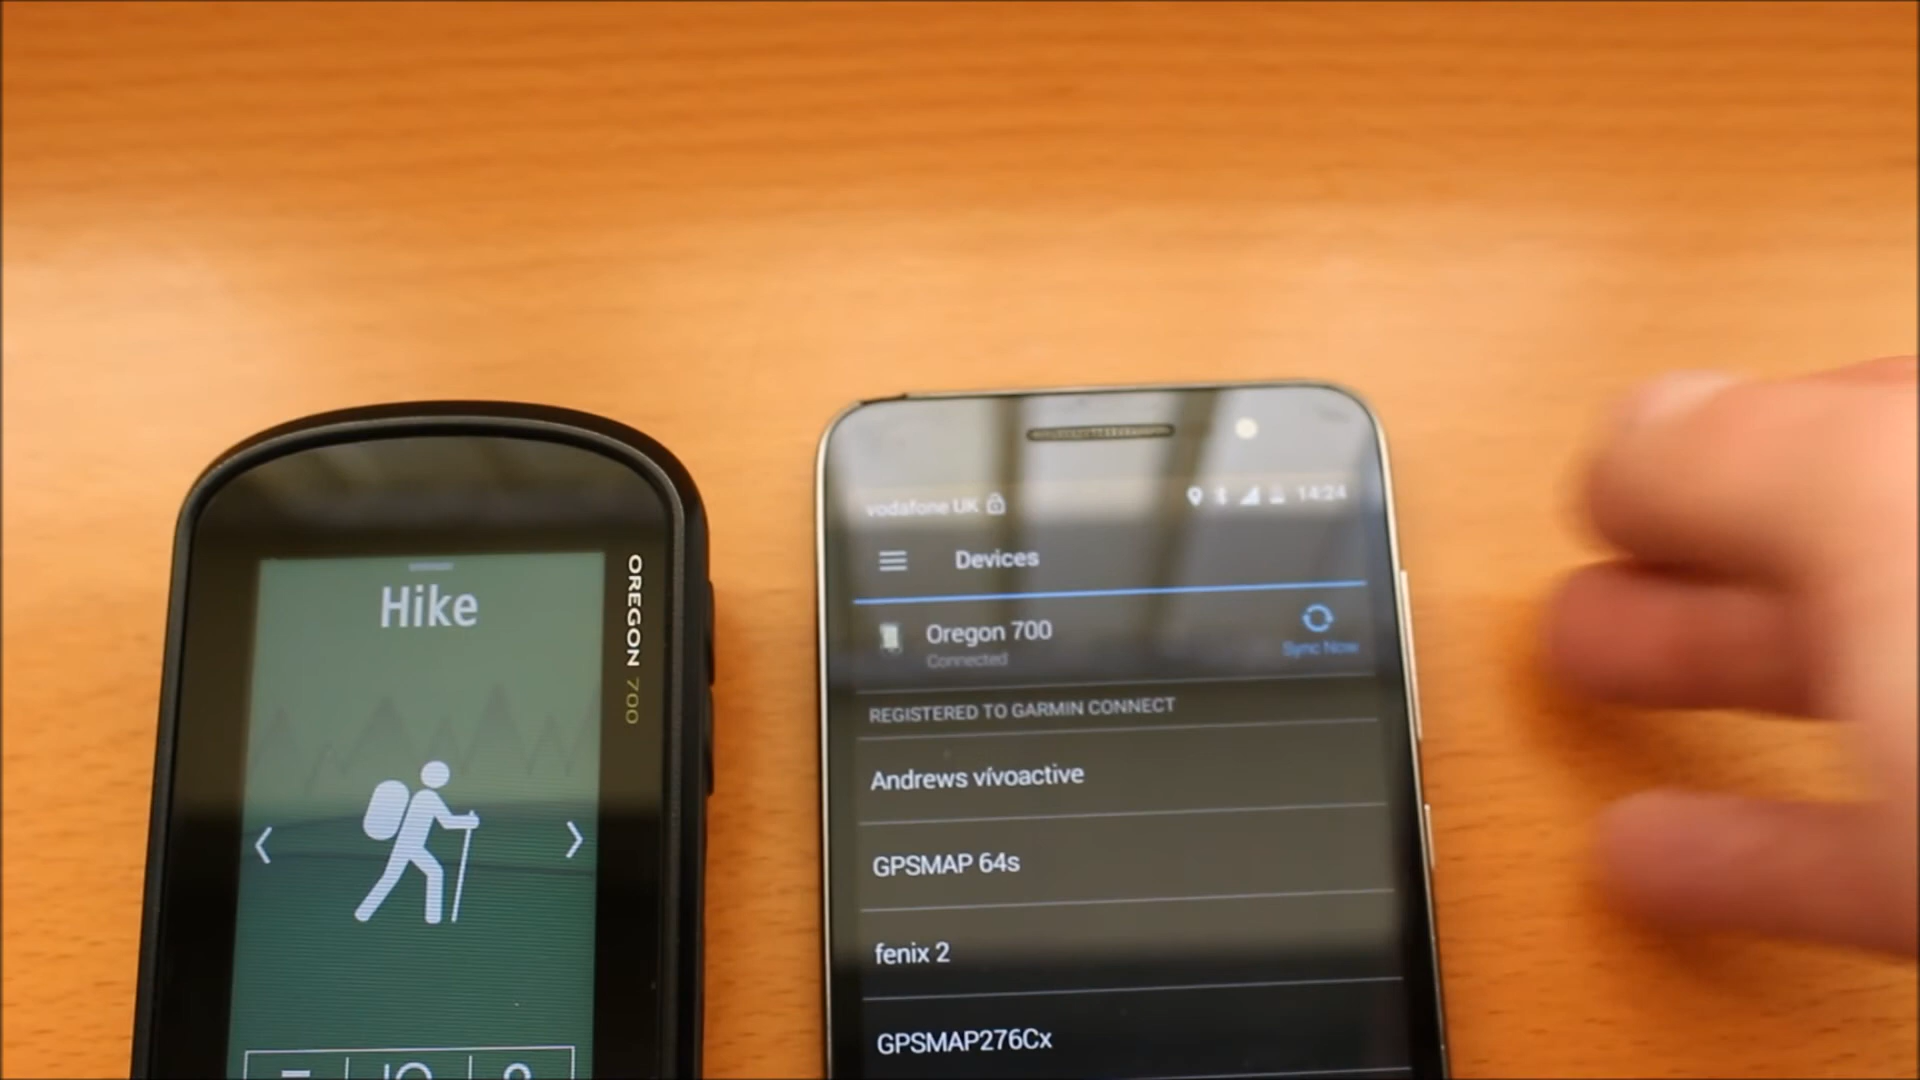 Hike
OREGON 700
vodafone UK
14:24
Devices
Oregon 700
Connected
Sync Now
REGISTERED TO GARMIN CONNECT
Andrews vívoactive
GPSMAP 64s
fenix 2
GPSMAP276Cx